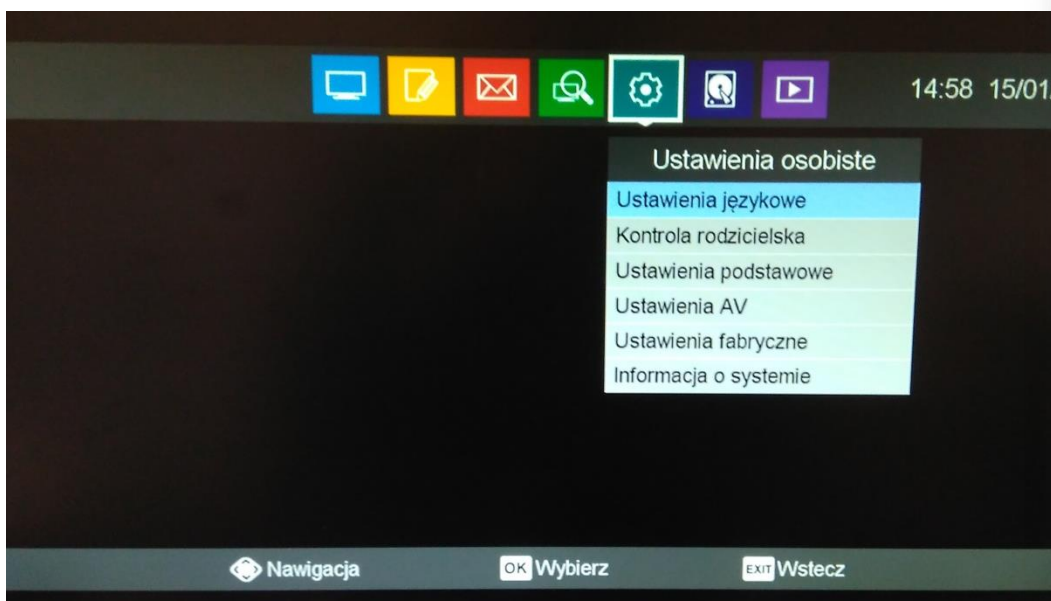 14:58 15/01/
Ustawienia osobiste
Ustawienia językowe
Kontrola rodzicielska
Ustawienia podstawowe
Ustawienia AV
Ustawienia fabryczne
Informacja o systemie
Nawigacja OK Wybierz EXIT Wstecz